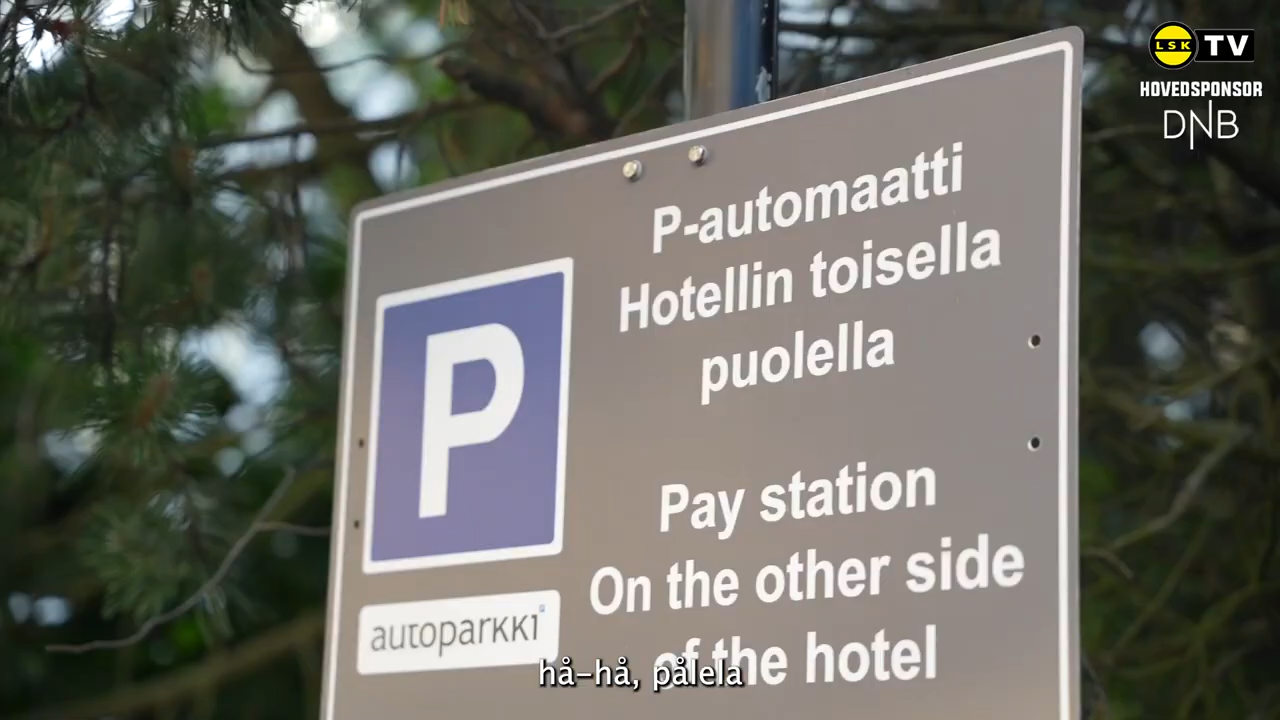 LSK TV
HOVEDSPONSOR
DNB
P-automaatti
Hotellin toisella
puolella
P
Pay station
On the other side
of the hotel
autoparkki
hå-hå, pålela